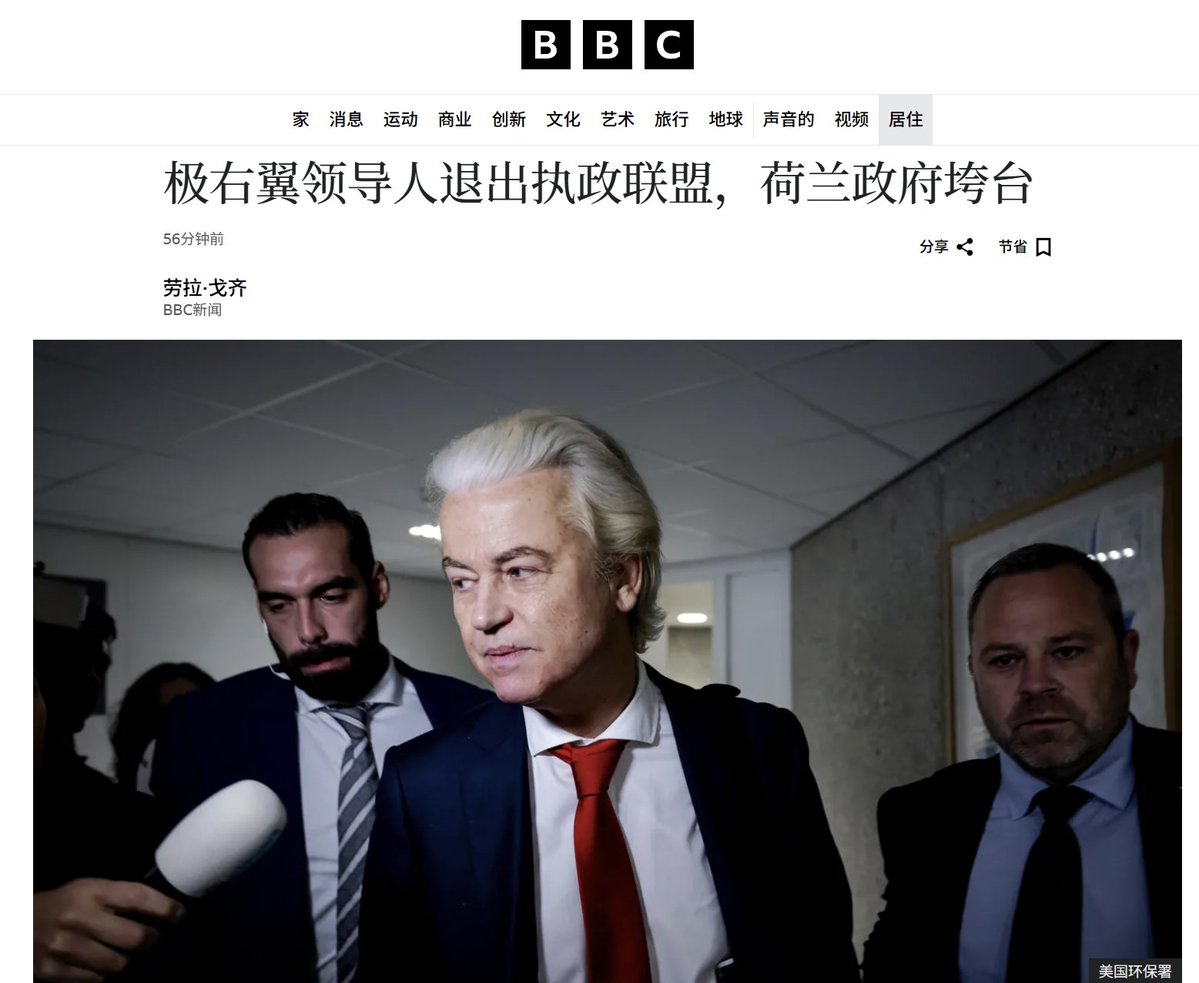 BBC
家 消息 运动 商业 创新 文化 艺术 旅行 地球 声音的 视频 居住
极右翼领导人退出执政联盟，荷兰政府垮台
56分钟前
分享 节省
劳拉·戈齐
BBC新闻
美国环保署